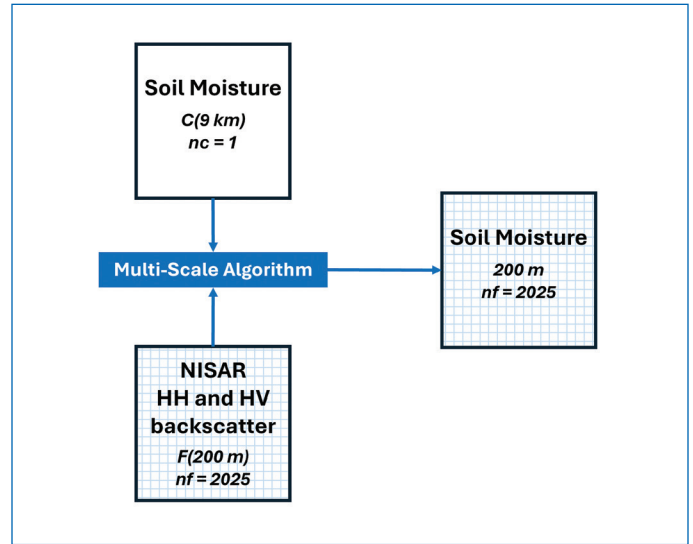 Soil Moisture
C(9 km)
nc = 1
Multi-Scale Algorithm
Soil Moisture
200 m
nf = 2025
NISAR
HH and HV
backscatter
F(200 m)
nf = 2025